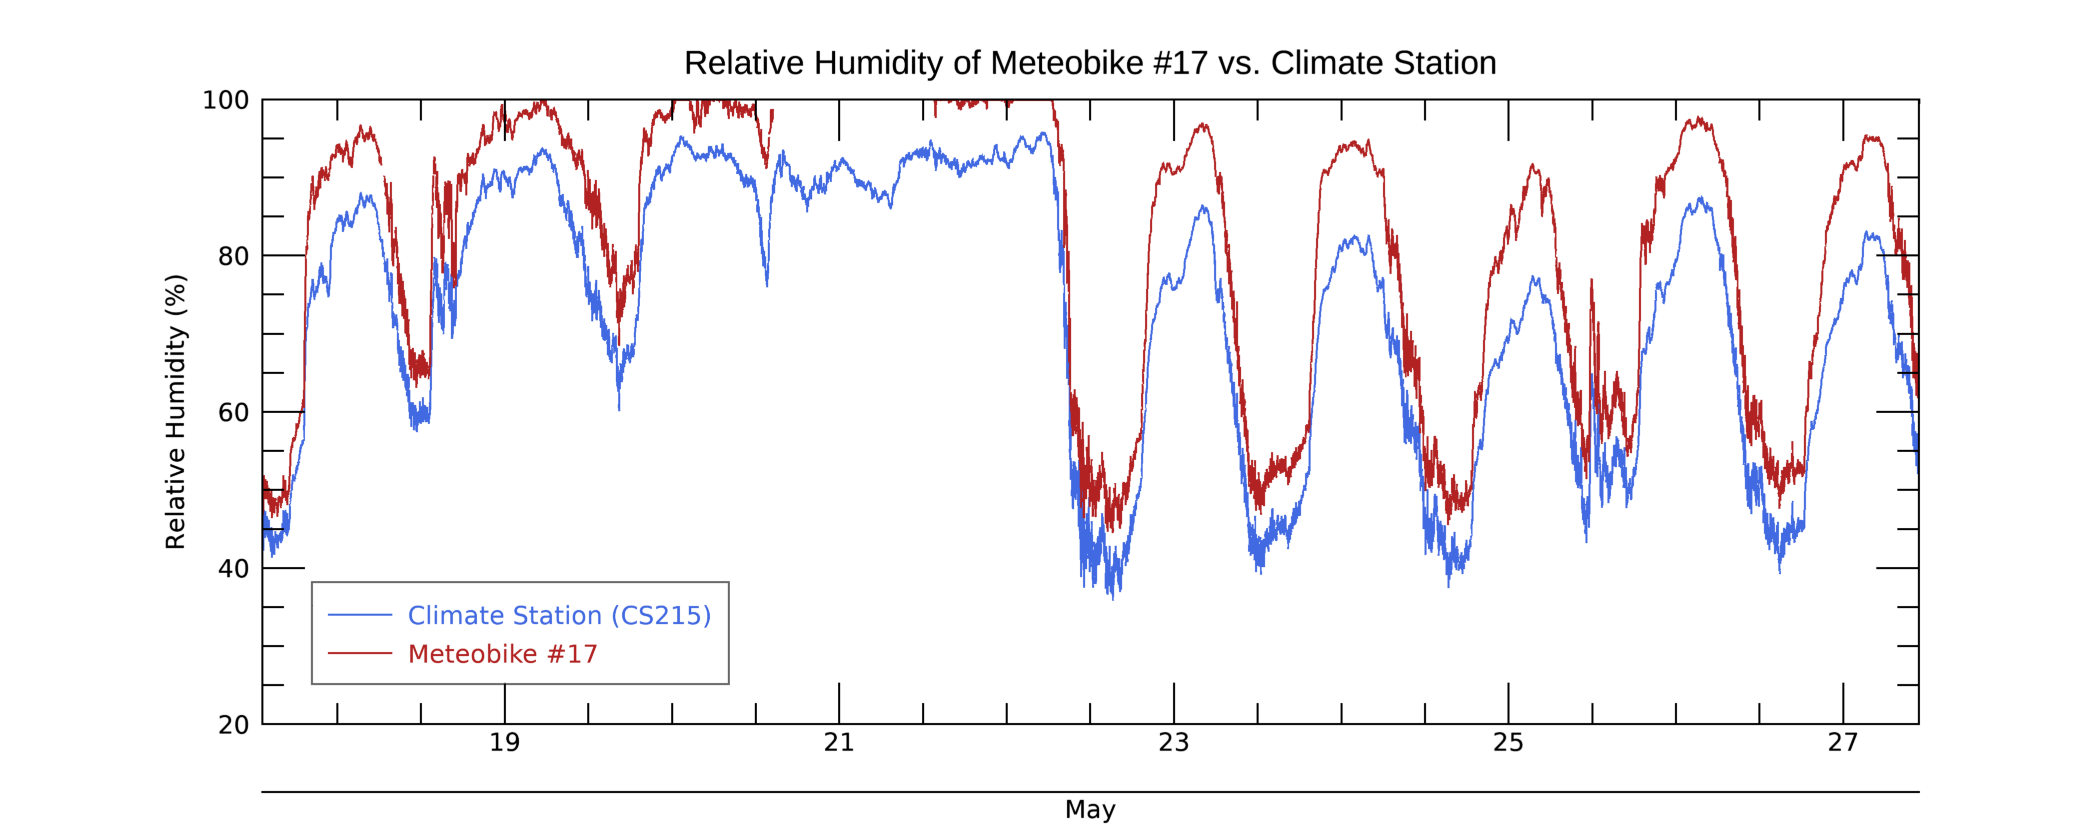 Relative Humidity of Meteobike #17 vs. Climate Station
Relative Humidity (%)
100
80
60
40
20
Climate Station (CS215)
Meteobike #17
19 21 23 25 27
May